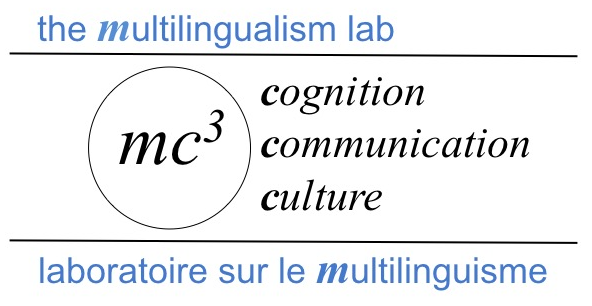 the multilingualism lab
mc³
cognition
communication
culture
laboratoire sur le multilinguisme